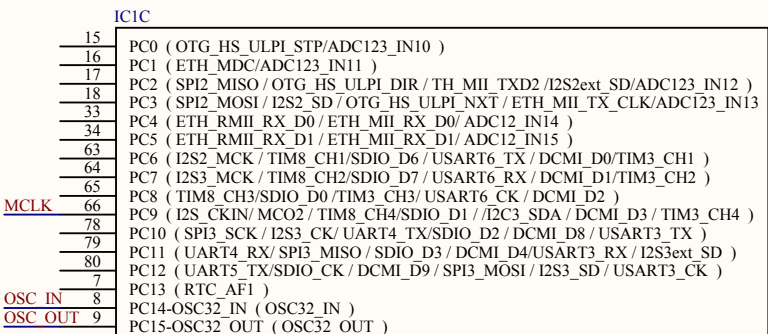 IC1C
15 PC0 ( OTG_HS_ULPI_STP/ADC123_IN10 )
16 PC1 ( ETH_MDC/ADC123_IN11 )
17 PC2 ( SPI2_MISO / OTG_HS_ULPI_DIR / TH_MII_TXD2 /I2S2ext_SD/ADC123_IN12 )
18 PC3 ( SPI2_MOSI / I2S2_SD / OTG_HS_ULPI_NXT / ETH_MII_TX_CLK/ADC123_IN13
33 PC4 ( ETH_RMII_RX_D0 / ETH_MII_RX_D0/ ADC12_IN14 )
34 PC5 ( ETH_RMII_RX_D1 / ETH_MII_RX_D1/ ADC12_IN15 )
63 PC6 ( I2S2_MCK / TIM8_CH1/SDIO_D6 / USART6_TX / DCMI_D0/TIM3_CH1 )
64 PC7 ( I2S3_MCK / TIM8_CH2/SDIO_D7 / USART6_RX / DCMI_D1/TIM3_CH2 )
65 PC8 ( TIM8_CH3/SDIO_D0 /TIM3_CH3/ USART6_CK / DCMI_D2 )
MCLK 66 PC9 ( I2S_CKIN/ MCO2 / TIM8_CH4/SDIO_D1 / /I2C3_SDA / DCMI_D3 / TIM3_CH4 )
78 PC10 ( SPI3_SCK / I2S3_CK/ UART4_TX/SDIO_D2 / DCMI_D8 / USART3_TX )
79 PC11 ( UART4_RX/ SPI3_MISO / SDIO_D3 / DCMI_D4/USART3_RX / I2S3ext_SD )
80 PC12 ( UART5_TX/SDIO_CK / DCMI_D9 / SPI3_MOSI / I2S3_SD / USART3_CK )
7 PC13 ( RTC_AF1 )
OSC_IN 8 PC14-OSC32_IN ( OSC32_IN )
OSC_OUT 9 PC15-OSC32_OUT ( OSC32_OUT )